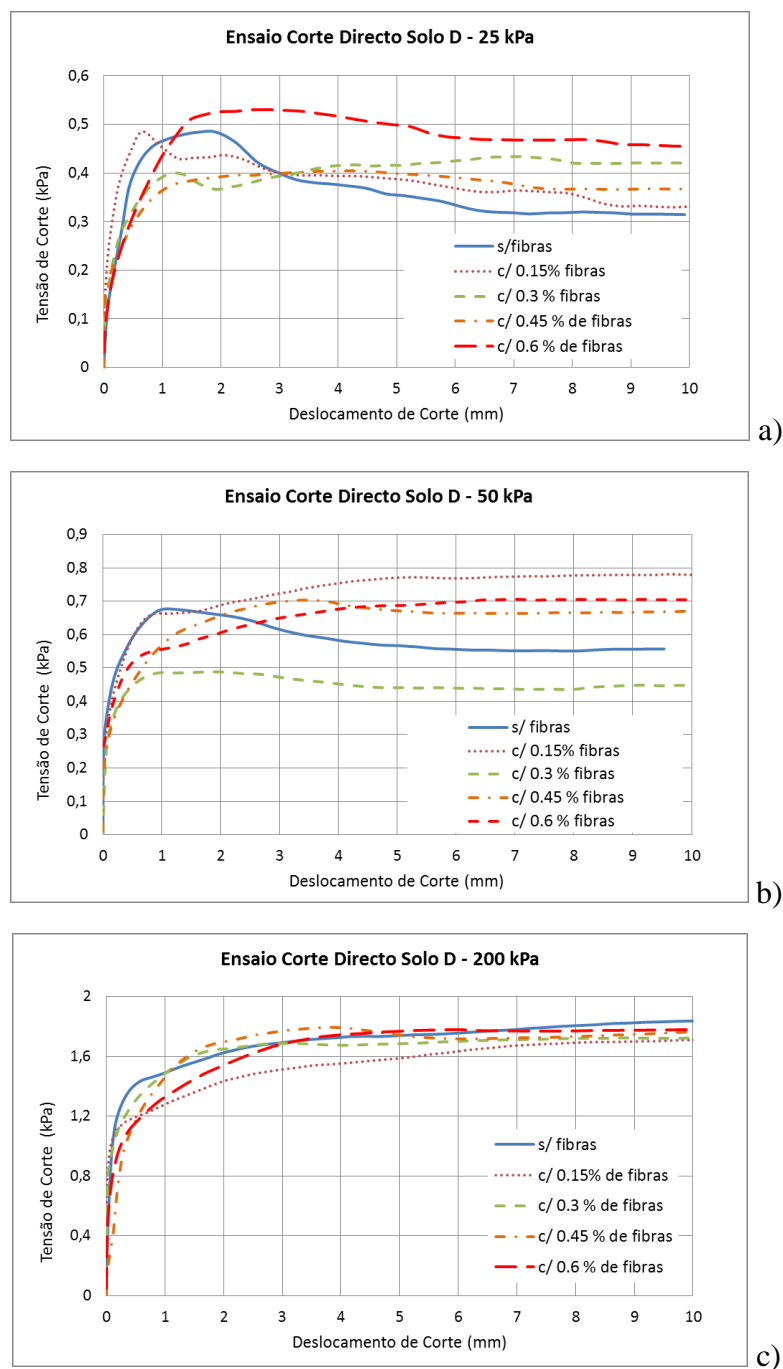 Ensaio Corte Directo Solo D - 25 kPa
0,6
0,5
0,4
0,3
0,2
0,1
0
Tensão de Corte (kPa)
s/fibras
c/ 0.15% fibras
c/ 0.3 % fibras
c/ 0.45 % de fibras
c/ 0.6 % de fibras
0 1 2 3 4 5 6 7 8 9 10
Deslocamento de Corte (mm)
a)
Ensaio Corte Directo Solo D - 50 kPa
0,9
0,8
0,7
0,6
0,5
0,4
0,3
0,2
0,1
0
Tensão de Corte (kPa)
s/ fibras
c/ 0.15% fibras
c/ 0.3 % fibras
c/ 0.45 % fibras
c/ 0.6 % fibras
0 1 2 3 4 5 6 7 8 9 10
Deslocamento de Corte (mm)
b)
Ensaio Corte Directo Solo D - 200 kPa
2
1,6
1,2
0,8
0,4
0
Tensão de Corte (kPa)
s/ fibras
c/ 0.15% de fibras
c/ 0.3 % de fibras
c/ 0.45 % de fibras
c/ 0.6 % de fibras
0 1 2 3 4 5 6 7 8 9 10
Deslocamento de Corte (mm)
c)